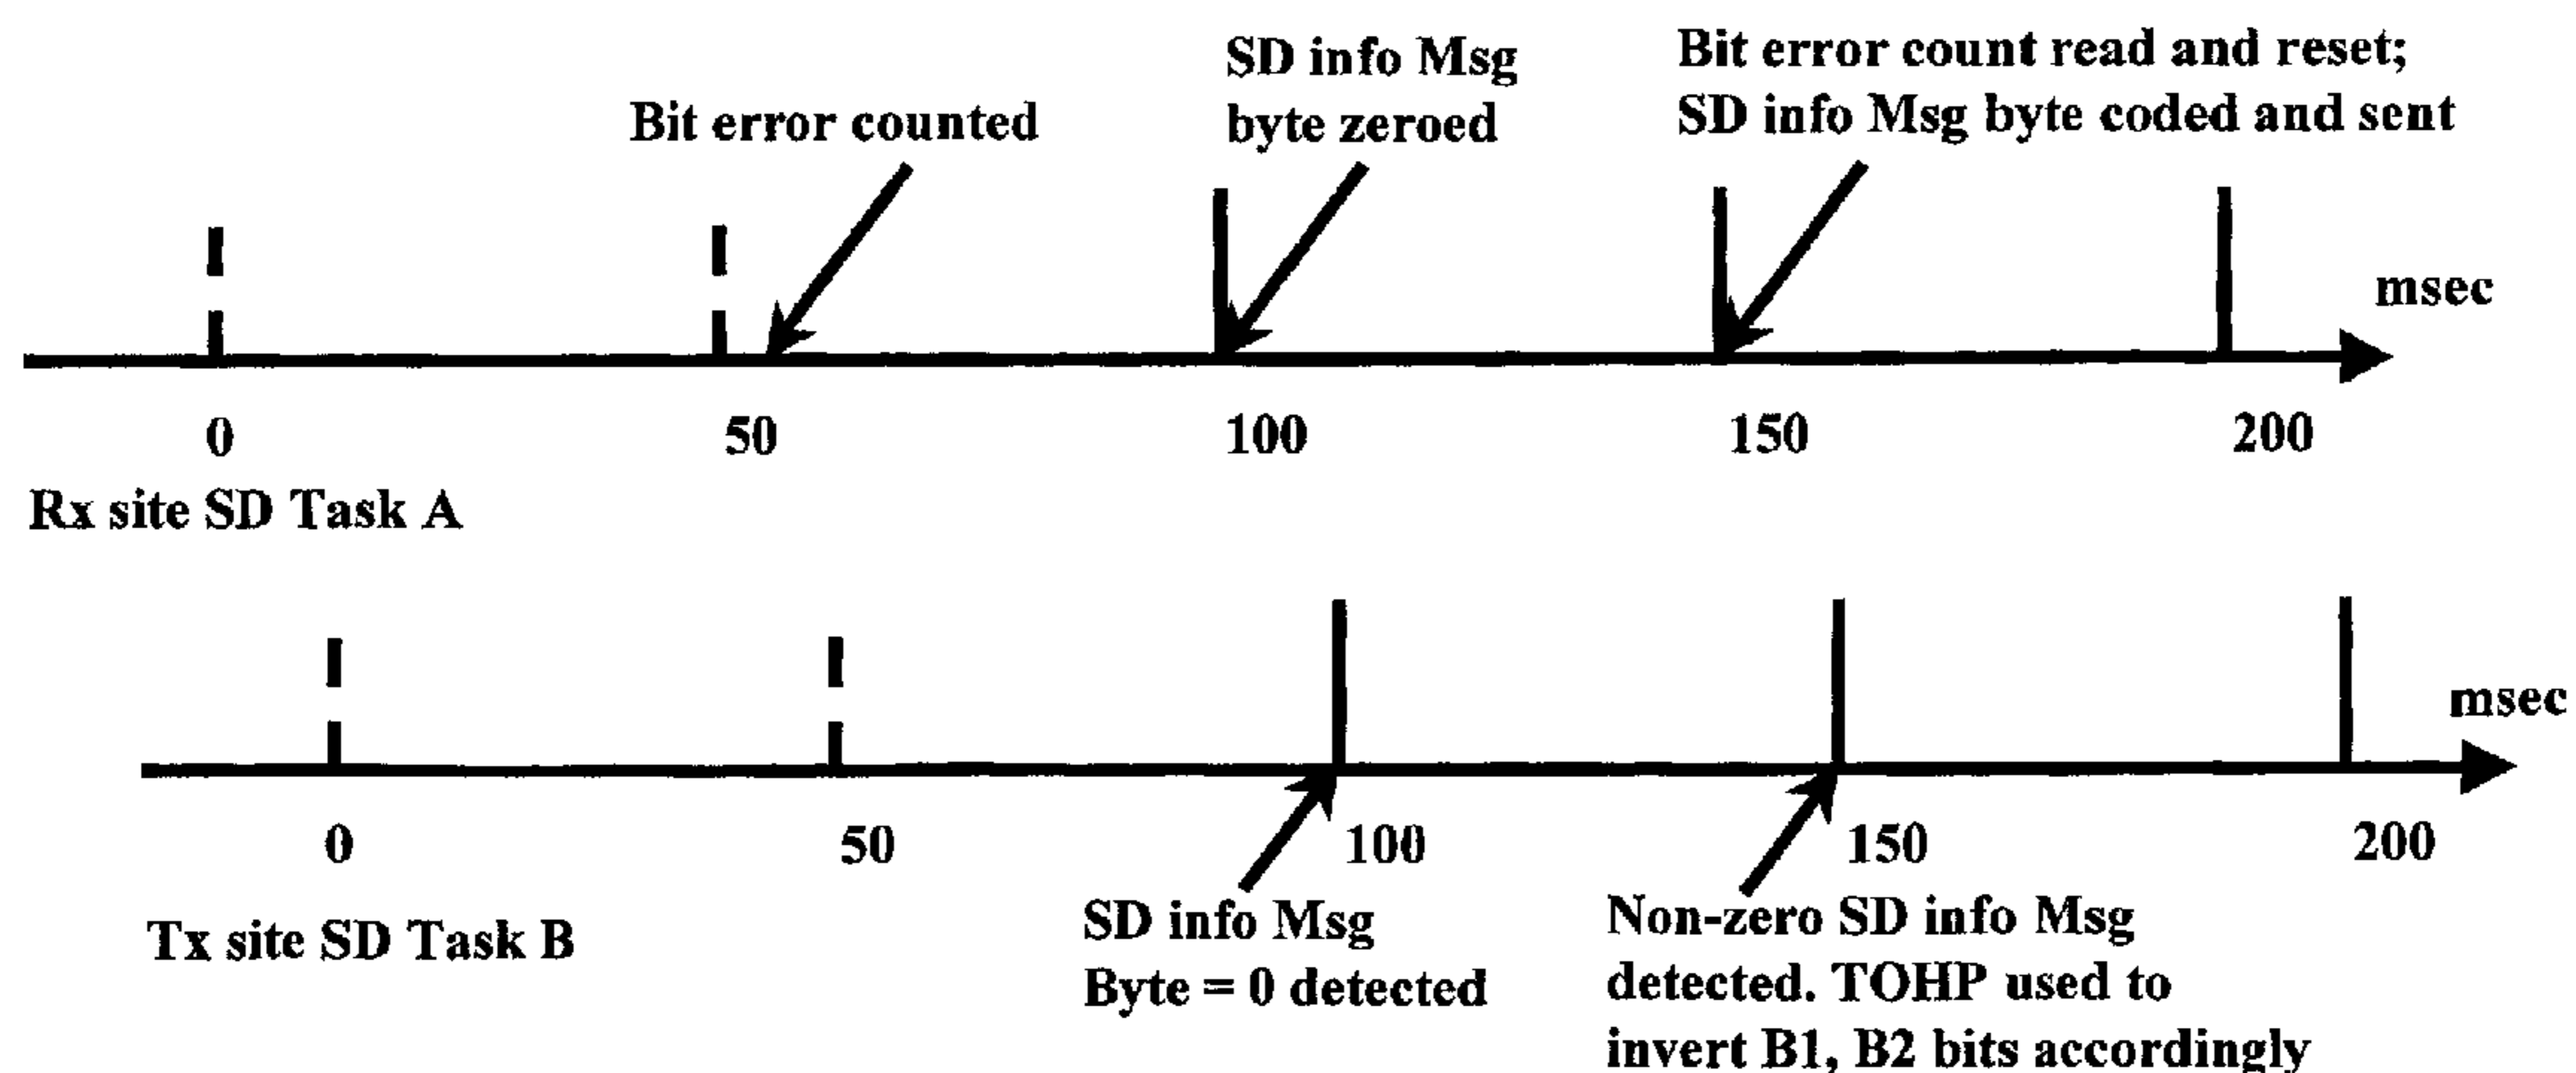 Bit error counted
SD info Msg
byte zeroed
Bit error count read and reset;
SD info Msg byte coded and sent
msec
0
50
100
150
200
Rx site SD Task A
msec
0
50
100
150
200
Tx site SD Task B
SD info Msg
Byte = 0 detected
Non-zero SD info Msg
detected. TOHP used to
invert B1, B2 bits accordingly